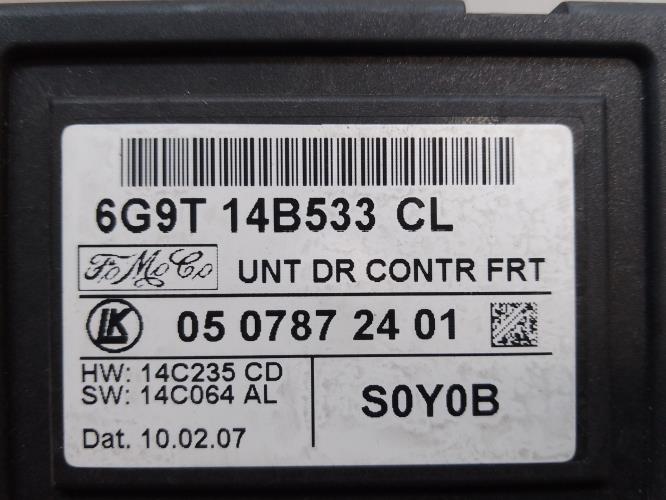 6G9T 14B533 CL
FoMoCo UNT DR CONTR FRT
LK 05 0787 24 01
HW: 14C235 CD
SW: 14C064 AL
S0Y0B
Dat. 10.02.07